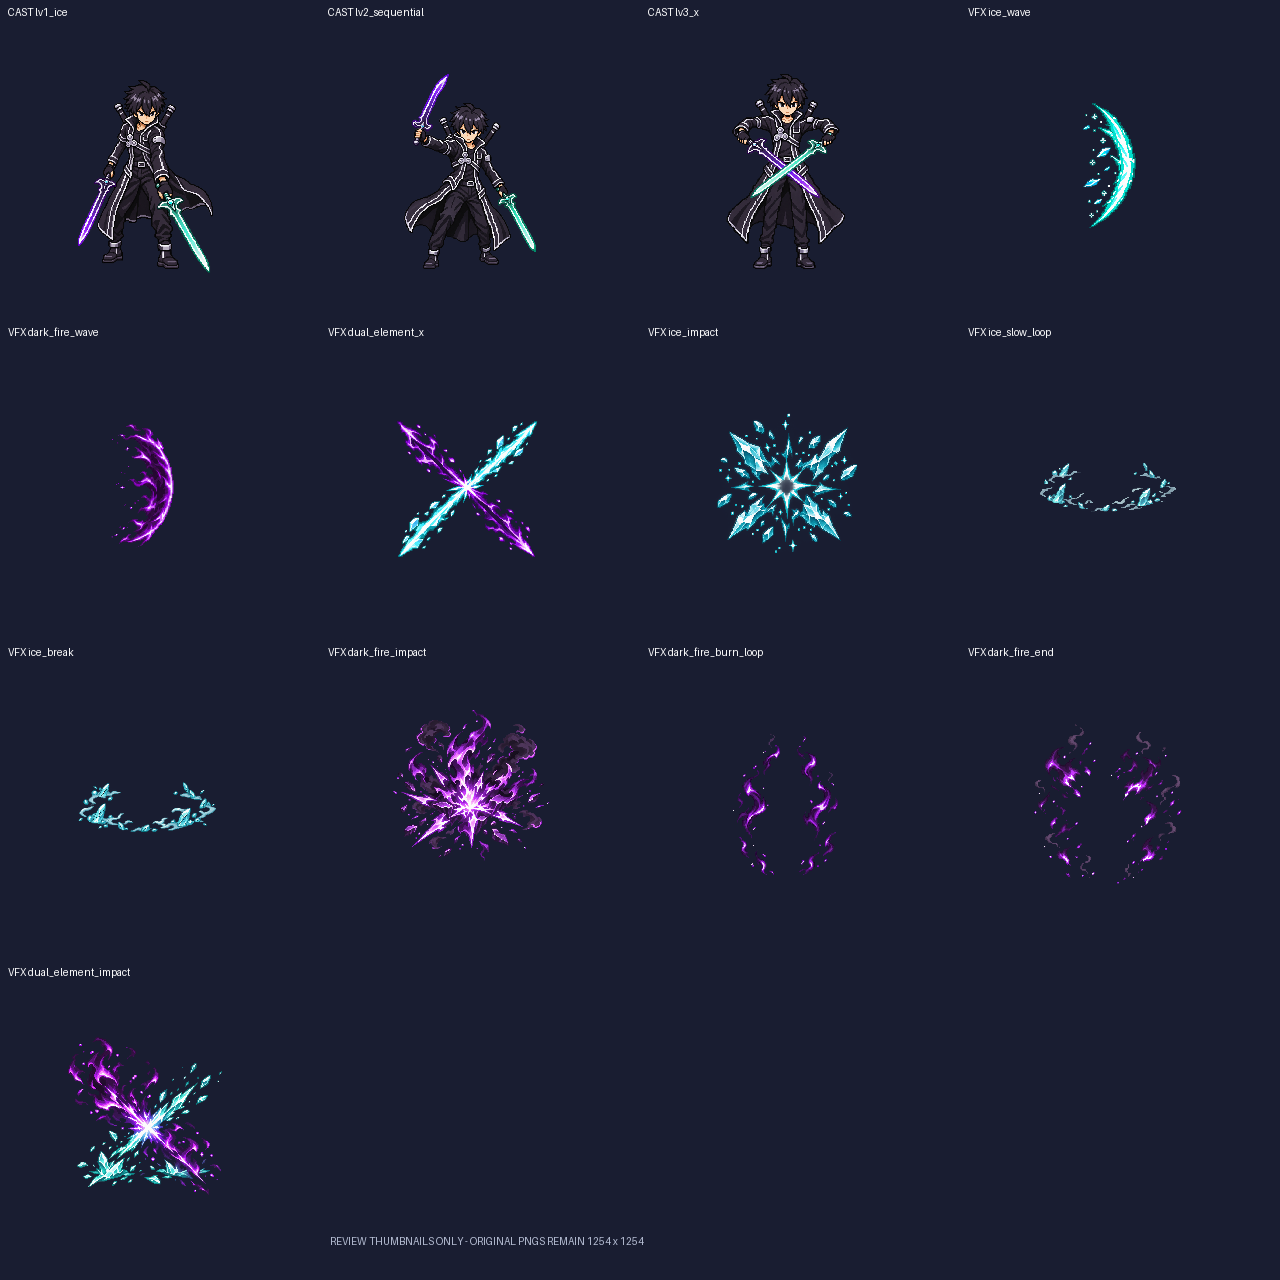 CAST lv1_ice
CAST lv2_sequential
CAST lv3_x
VFX ice_wave
VFX dark_fire_wave
VFX dual_element_x
VFX ice_impact
VFX ice_slow_loop
VFX ice_break
VFX dark_fire_impact
VFX dark_fire_burn_loop
VFX dark_fire_end
VFX dual_element_impact
REVIEW THUMBNAILS ONLY - ORIGINAL PNGS REMAIN 1254 x 1254